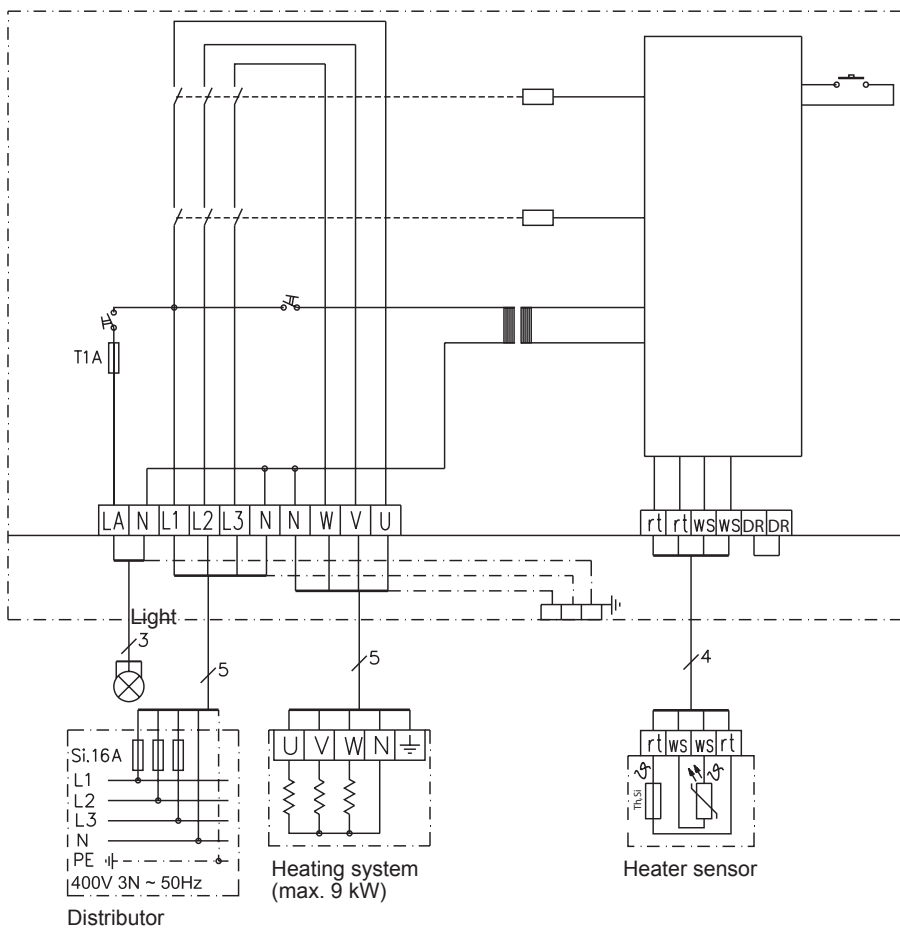 T1A
LA N L1 L2 L3 N N W V U
rt rt ws ws DR DR
Light
3
5
5
4
Si.16A
L1
L2
L3
N
PE
400V 3N ~ 50Hz
Distributor
U V W N
Heating system
(max. 9 kW)
rt ws ws rt
Th,Si
ϑ
ϑ
Heater sensor